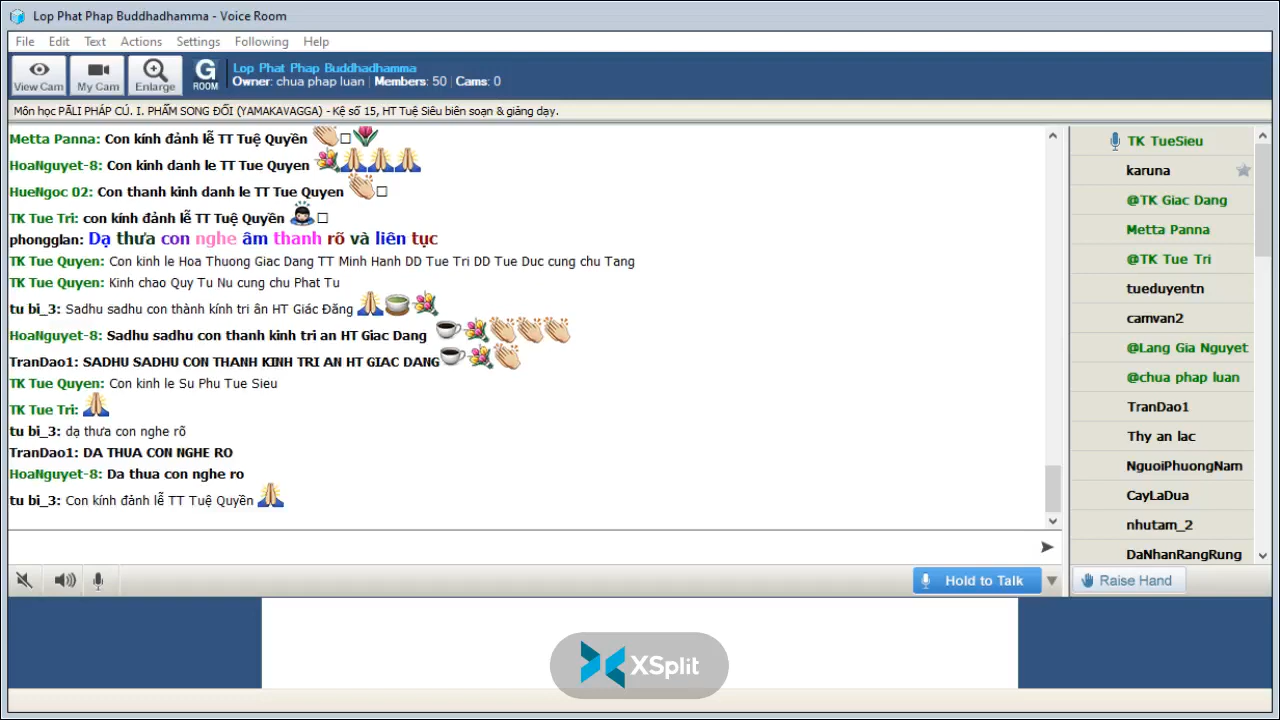 Lop Phat Phap Buddhadhamma - Voice Room
File Edit Text Actions Settings Following Help
View Cam My Cam Enlarge G ROOM
Lop Phat Phap Buddhadhamma
Owner: chua phap luan | Members: 50 | Cams: 0
Môn học PĀLI PHÁP CÚ. I. PHẨM SONG ĐỐI (YAMAKAVAGGA) - Kệ số 15, HT Tuệ Siêu biên soạn & giảng dạy.
Metta Panna: Con kính đảnh lễ TT Tuệ Quyền
HoaNguyet-8: Con kinh danh le TT Tue Quyen
HueNgoc 02: Con thanh kinh danh le TT Tue Quyen
TK Tue Tri: con kính đảnh lễ TT Tuệ Quyền
phongglan: Dạ thưa con nghe âm thanh rõ và liên tục
TK Tue Quyen: Con kinh le Hoa Thuong Giac Dang TT Minh Hanh DD Tue Tri DD Tue Duc cung chu Tang
TK Tue Quyen: Kinh chao Quy Tu Nu cung chu Phat Tu
tu bi_3: Sadhu sadhu con thành kính tri ân HT Giác Đăng
HoaNguyet-8: Sadhu sadhu con thanh kinh tri an HT Giac Dang
TranDao1: SADHU SADHU CON THANH KINH TRI AN HT GIAC DANG
TK Tue Quyen: Con kinh le Su Phu Tue Sieu
TK Tue Tri:
tu bi_3: dạ thưa con nghe rõ
TranDao1: DA THUA CON NGHE RO
HoaNguyet-8: Da thua con nghe ro
tu bi_3: Con kính đảnh lễ TT Tuệ Quyền
Hold to Talk
TK TueSieu
karuna
@TK Giac Dang
Metta Panna
@TK Tue Tri
tueduyentn
camvan2
@Lang Gia Nguyet
@chua phap luan
TranDao1
Thy an lac
NguoiPhuongNam
CayLaDua
nhutam_2
DaNhanRangRung
Raise Hand
XSplit